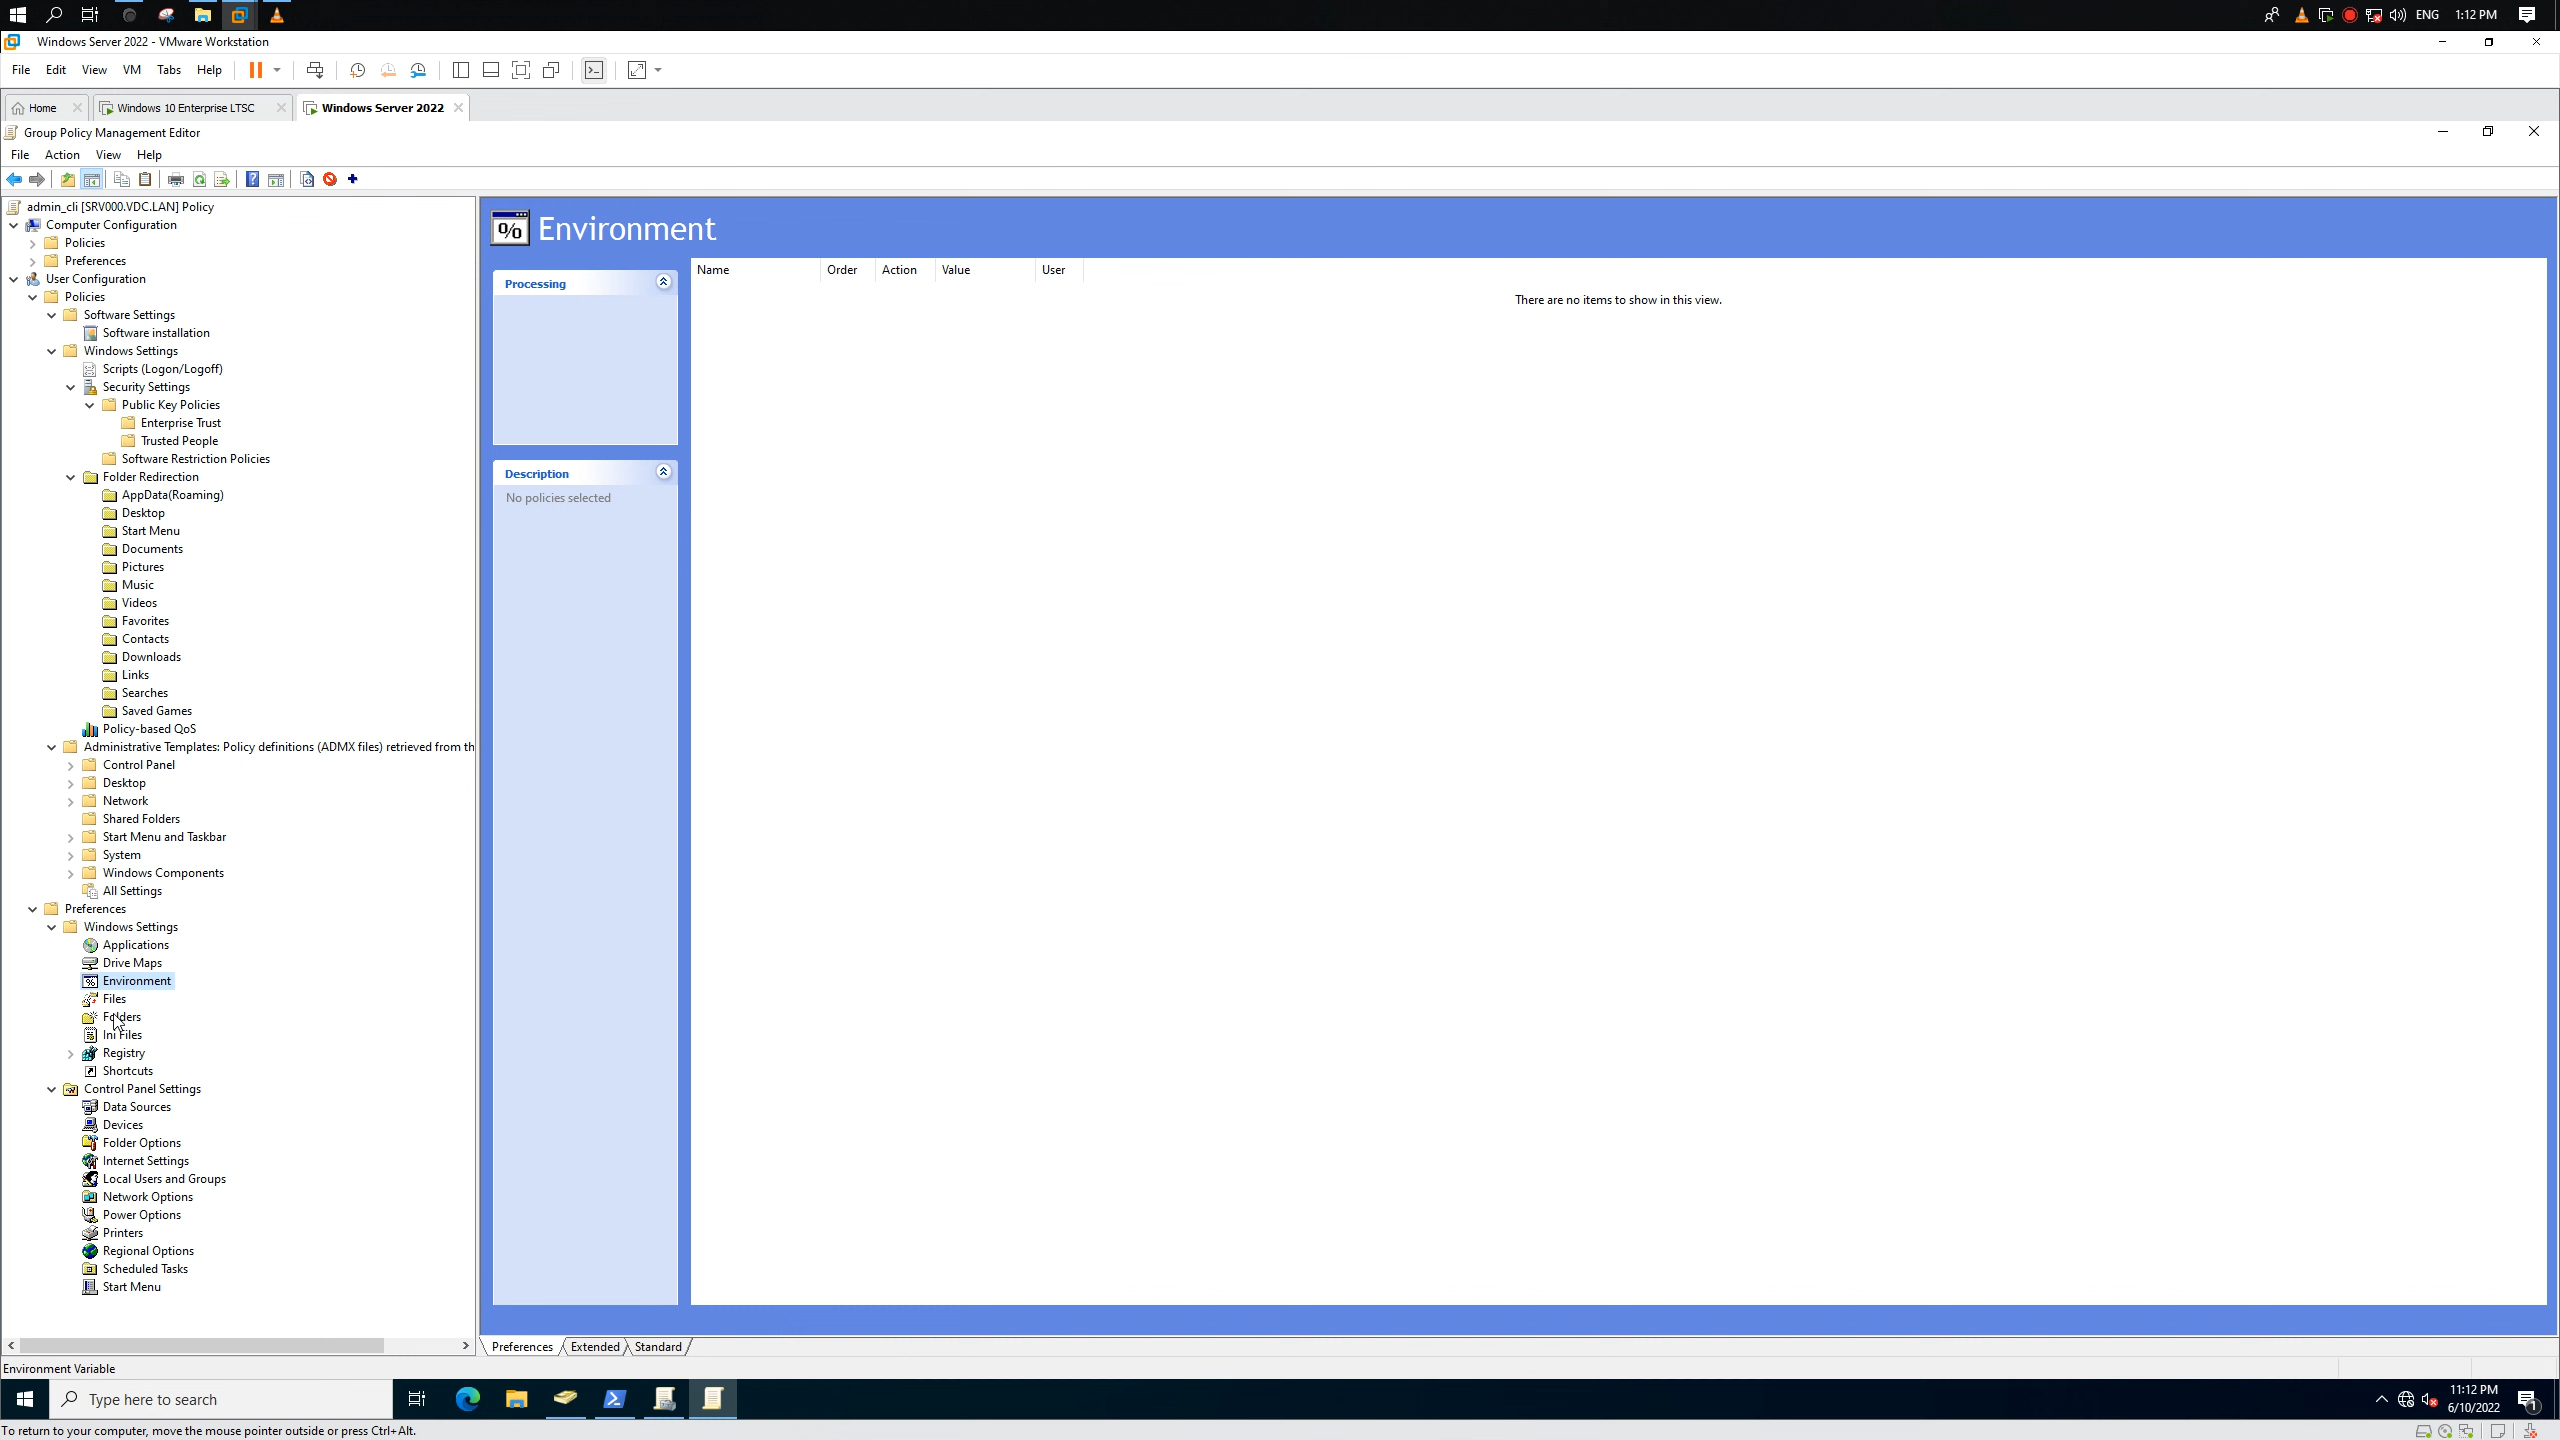 ENG 1:12 PM
Windows Server 2022 - VMware Workstation
File Edit View VM Tabs Help
Home Windows 10 Enterprise LTSC Windows Server 2022
Group Policy Management Editor
File Action View Help
admin_cli [SRV000.VDC.LAN] Policy
Computer Configuration
Policies
Preferences
User Configuration
Policies
Software Settings
Software installation
Windows Settings
Scripts (Logon/Logoff)
Security Settings
Public Key Policies
Enterprise Trust
Trusted People
Software Restriction Policies
Folder Redirection
AppData(Roaming)
Desktop
Start Menu
Documents
Pictures
Music
Videos
Favorites
Contacts
Downloads
Links
Searches
Saved Games
Policy-based QoS
Administrative Templates: Policy definitions (ADMX files) retrieved from th
Control Panel
Desktop
Network
Shared Folders
Start Menu and Taskbar
System
Windows Components
All Settings
Preferences
Windows Settings
Applications
Drive Maps
Environment
Files
Folders
Ini Files
Registry
Shortcuts
Control Panel Settings
Data Sources
Devices
Folder Options
Internet Settings
Local Users and Groups
Network Options
Power Options
Printers
Regional Options
Scheduled Tasks
Start Menu
% Environment
Processing
Description
No policies selected
Name Order Action Value User
There are no items to show in this view.
Preferences Extended Standard
Environment Variable
Type here to search
11:12 PM
6/10/2022
1
To return to your computer, move the mouse pointer outside or press Ctrl+Alt.